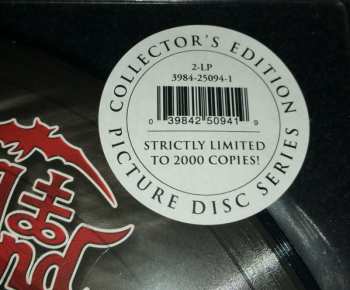 COLLECTOR'S EDITION
2-LP
3984-25094-1
0 39842 50941 9
STRICTLY LIMITED
TO 2000 COPIES!
PICTURE DISC SERIES